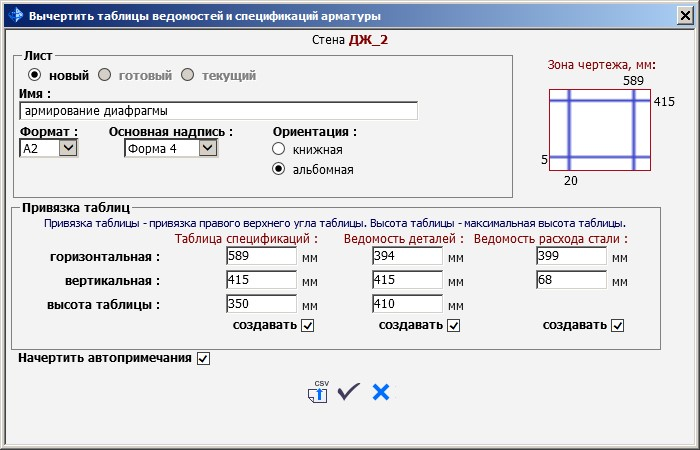 Вычертить таблицы ведомостей и спецификаций арматуры
Стена ДЖ_2
Лист
новый готовый текущий
Имя :
армирование диафрагмы
Формат : Основная надпись : Ориентация :
А2 Форма 4 книжная
альбомная
Зона чертежа, мм:
589
415
5
20
Привязка таблиц
Привязка таблицы - привязка правого верхнего угла таблицы. Высота таблицы - максимальная высота таблицы.
Таблица спецификаций : Ведомость деталей : Ведомость расхода стали :
горизонтальная : 589 мм 394 мм 399 мм
вертикальная : 415 мм 415 мм 68 мм
высота таблицы : 350 мм 410 мм
создавать создавать создавать
Начертить автопримечания
CSV